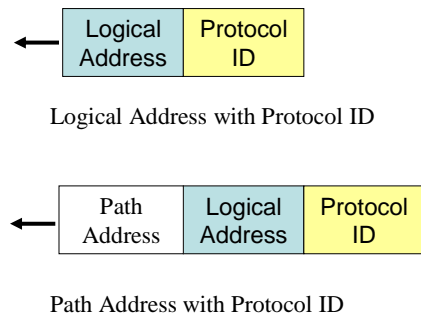 Logical Protocol
Address ID
Logical Address with Protocol ID
Path Logical Protocol
Address Address ID
Path Address with Protocol ID